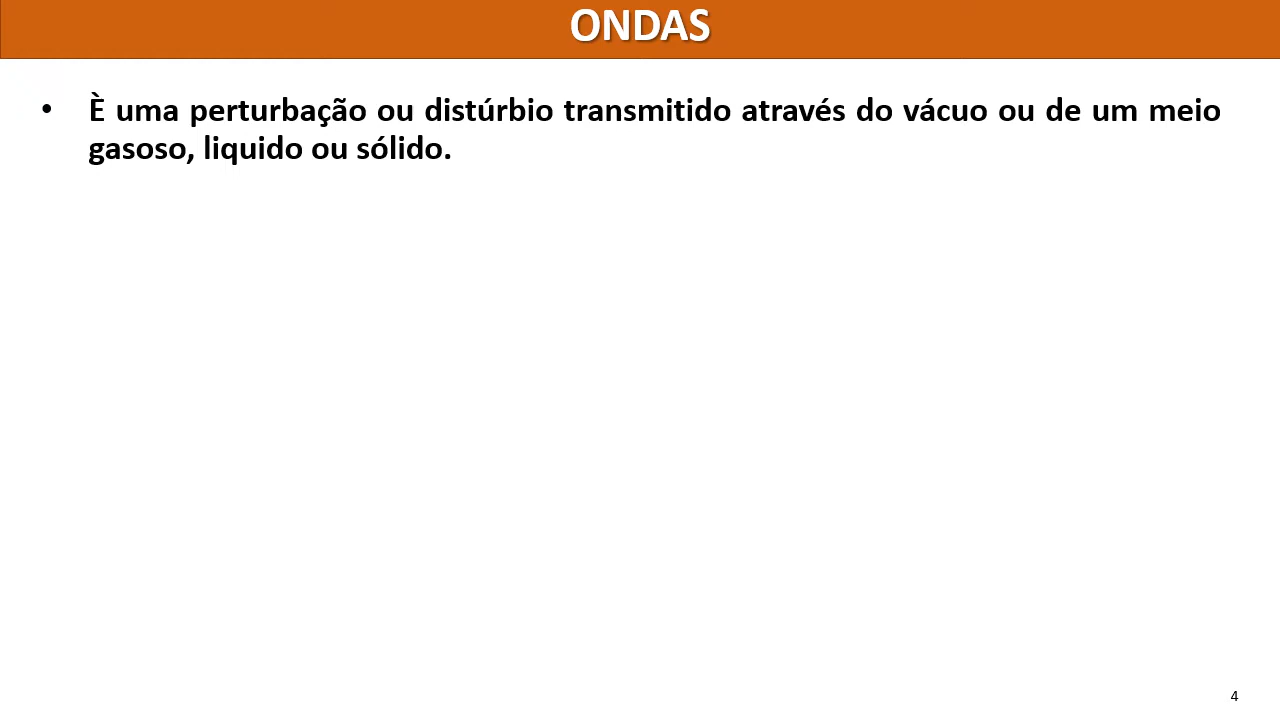 ONDAS
• È uma perturbação ou distúrbio transmitido através do vácuo ou de um meio
gasoso, liquido ou sólido.
4